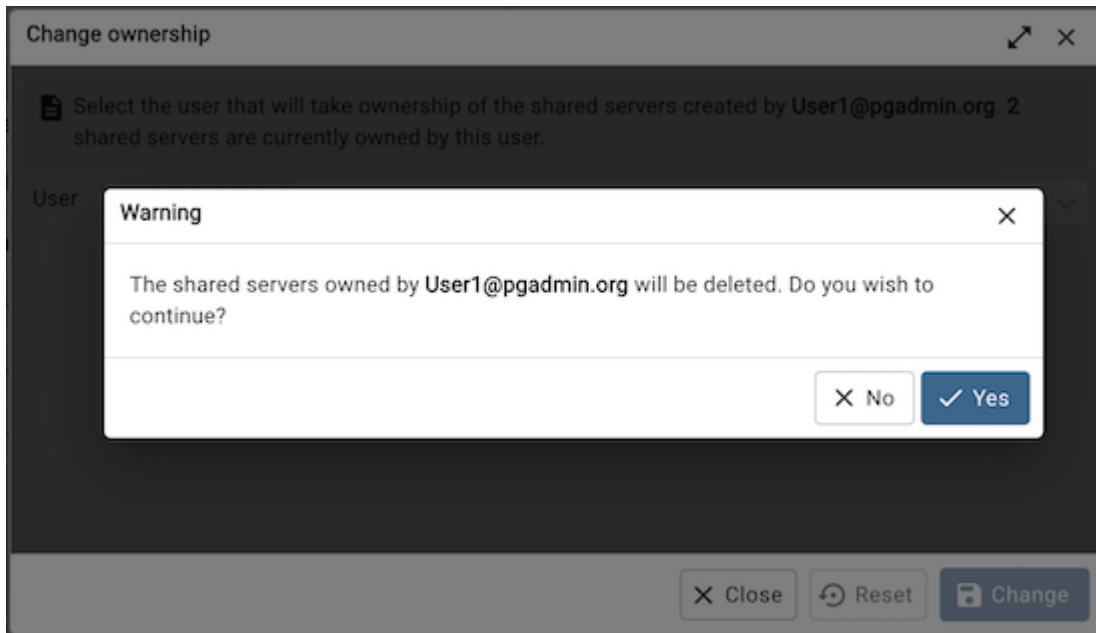 Change ownership
Select the user that will take ownership of the shared servers created by User1@pgadmin.org. 2
shared servers are currently owned by this user.
User
Warning
The shared servers owned by User1@pgadmin.org will be deleted. Do you wish to
continue?
No
Yes
Close
Reset
Change